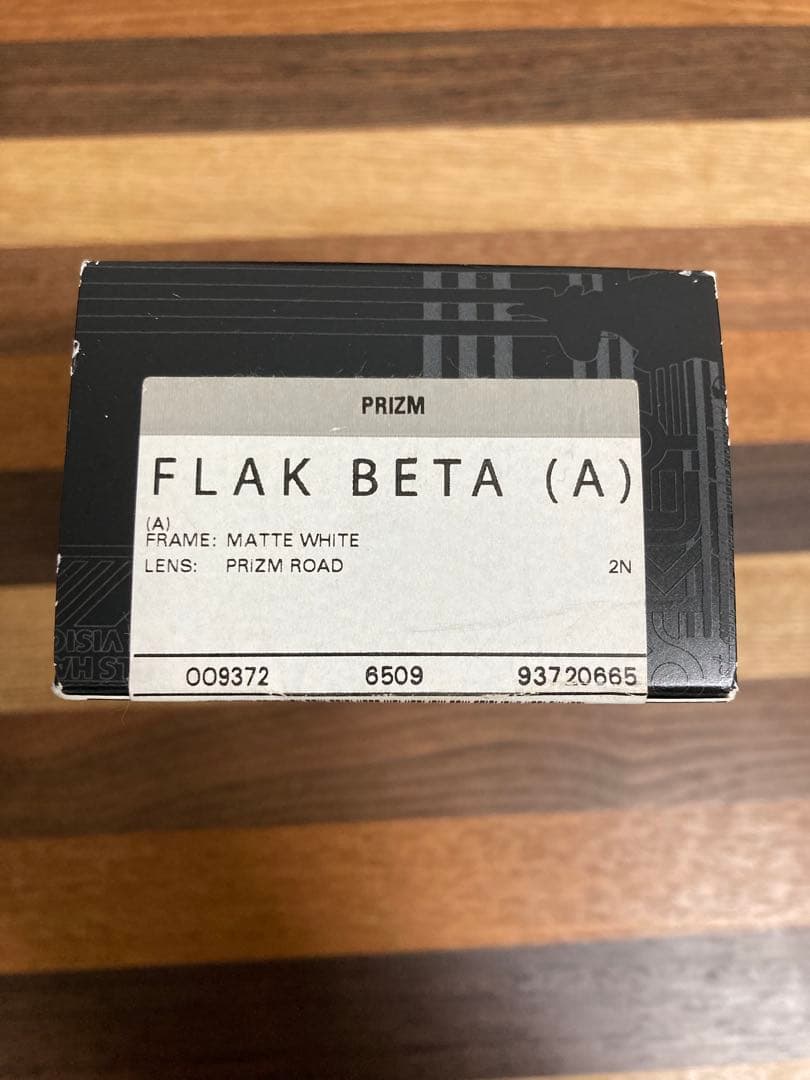 PRIZM
FLAK BETA (A)
(A)
FRAME: MATTE WHITE
LENS: PRIZM ROAD 2N
009372 6509 93720665